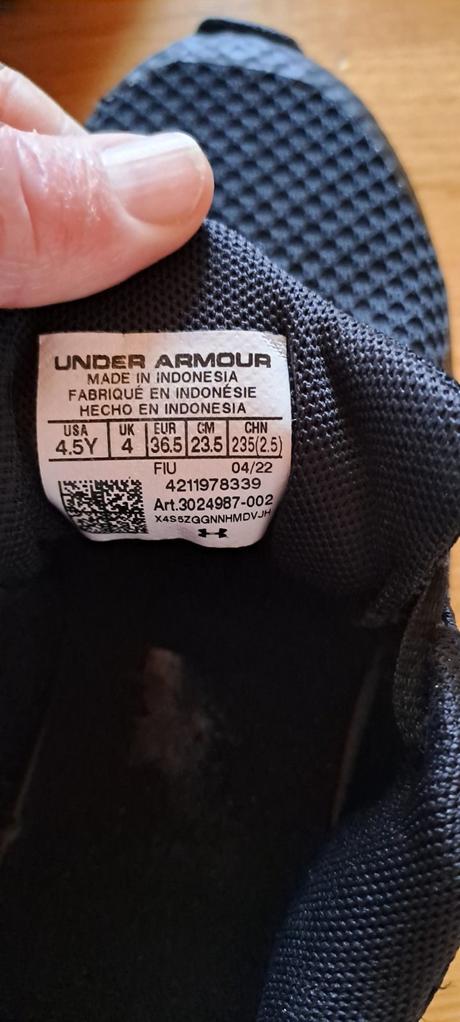 UNDER ARMOUR
MADE IN INDONESIA
FABRIQUÉ EN INDONÉSIE
HECHO EN INDONESIA
USA UK EUR CM CHN
4.5Y 4 36.5 23.5 235(2.5)
FIU 04/22
4211978339
Art.3024987-002
X4S5ZGGNNHMDVJH